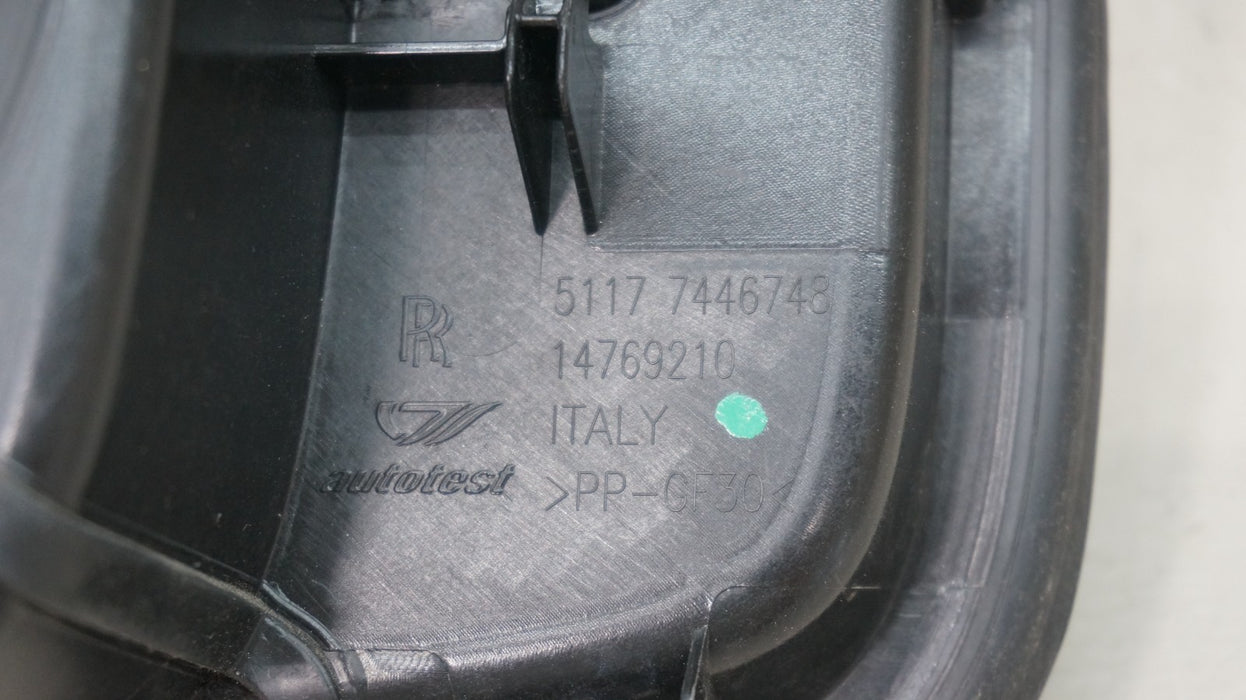 RR
5117 7446748
14769210
ITALY
autotest
>PP-GF30<